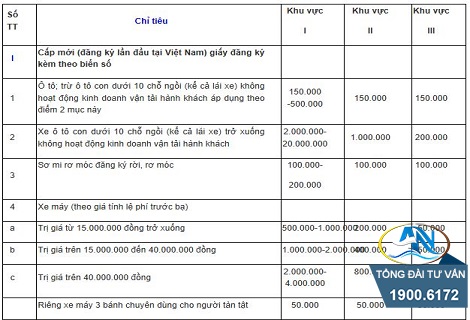 Số TT
Chỉ tiêu
Khu vực I
Khu vực II
Khu vực III
I
Cấp mới (đăng ký lần đầu tại Việt Nam) giấy đăng ký
kèm theo biển số
1
Ô tô; trừ ô tô con dưới 10 chỗ ngồi (kể cả lái xe) không
hoạt động kinh doanh vận tải hành khách áp dụng theo
điểm 2 mục này
150.000
-500.000
150.000
150.000
2
Xe ô tô con dưới 10 chỗ ngồi (kể cả lái xe) trở xuống
không hoạt động kinh doanh vận tải hành khách
2.000.000-
20.000.000
1.000.000
200.000
3
Sơ mi rơ móc đăng ký rời, rơ móc
100.000-
200.000
100.000
100.000
4
Xe máy (theo giá tính lệ phí trước bạ)
a
Trị giá từ 15.000.000 đồng trở xuống
500.000-1.000.000
200.000
b
Trị giá trên 15.000.000 đến 40.000.000 đồng
1.000.000-2.000.000
c
Trị giá trên 40.000.000 đồng
2.000.000-
4.000.000
Riêng xe máy 3 bánh chuyên dùng cho người tàn tật
50.000
50.000
TỔNG ĐÀI TƯ VẤN
1900.6172